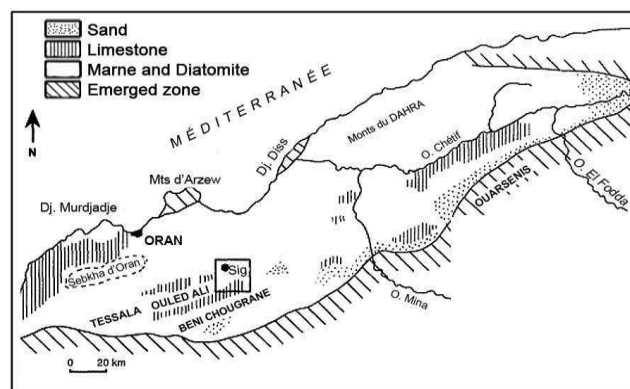 Sand
Limestone
Marne and Diatomite
Emerged zone
N
MÉDITERRANÉE
Monts du DAHRA
Dj. Diss
O. Chétif
Mts d'Arzew
OUARSENIS
O. El Fodda
Dj. Murdjadje
ORAN
Sebkha d'Oran
Sig.
OULED ALI
TESSALA
BENI CHOUGRANE
O. Mina
0 20 km